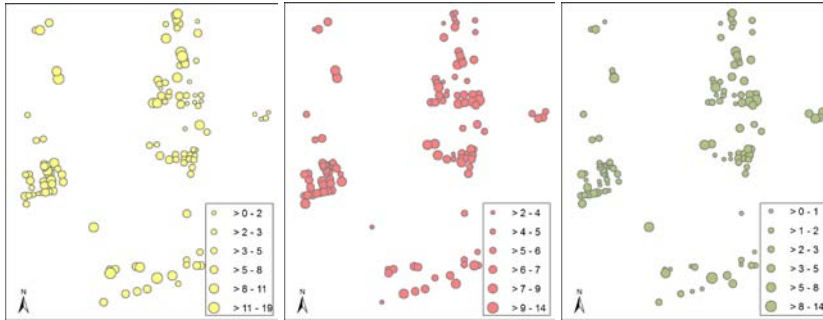 N
> 0 - 2
> 2 - 3
> 3 - 5
> 5 - 8
> 8 - 11
> 11 - 19
N
> 2 - 4
> 4 - 5
> 5 - 6
> 6 - 7
> 7 - 9
> 9 - 14
N
> 0 - 1
> 1 - 2
> 2 - 3
> 3 - 5
> 5 - 8
> 8 - 14